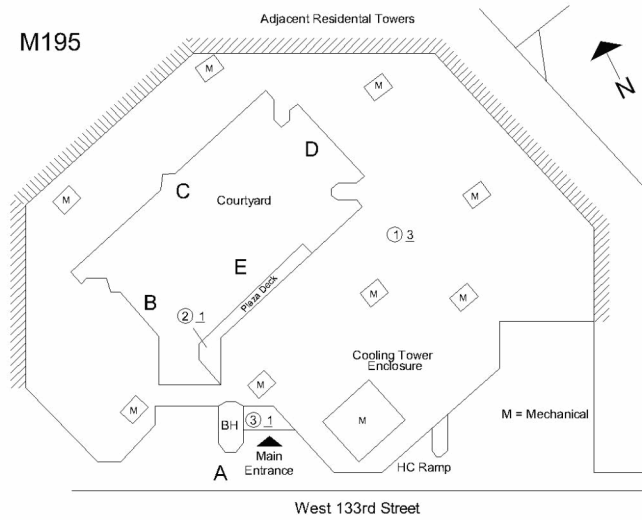 Adjacent Residental Towers
M195
M
M
N
D
C
M
Courtyard
M
1 3
E
Plaza Deck
M
M
B
2 1
Cooling Tower
Enclosure
M
M
BH
3 1
M
M = Mechanical
Main
Entrance
A
HC Ramp
West 133rd Street